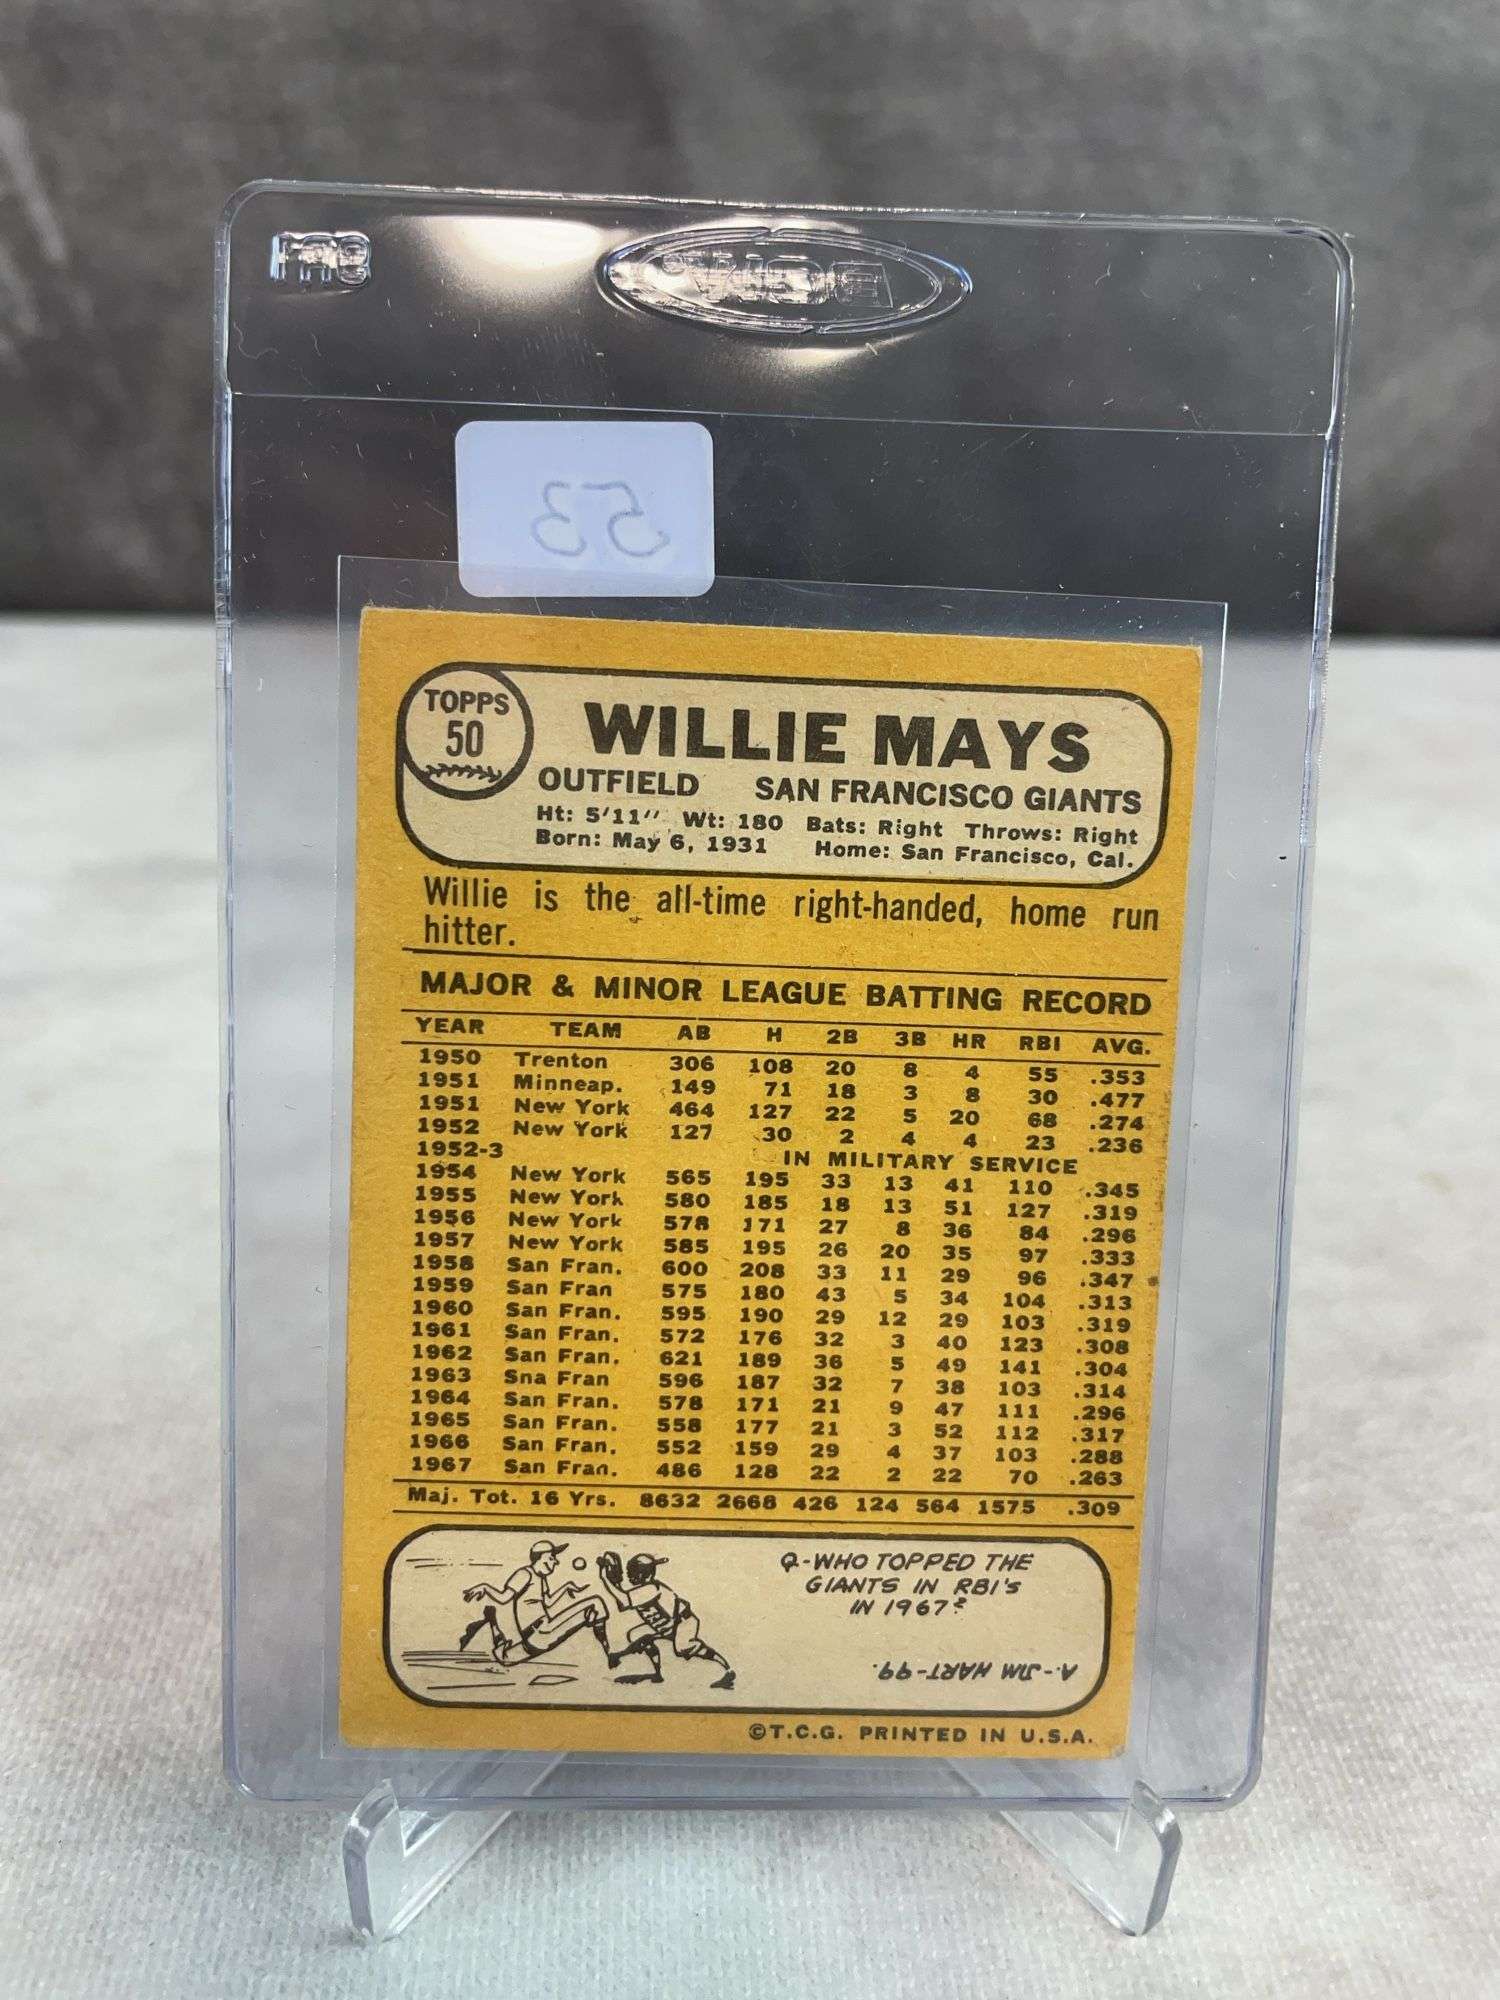 BCW
53
TOPPS
50
WILLIE MAYS
OUTFIELD SAN FRANCISCO GIANTS
Ht: 5'11" Wt: 180 Bats: Right Throws: Right
Born: May 6, 1931 Home: San Francisco, Cal.
Willie is the all-time right-handed, home run
hitter.
MAJOR & MINOR LEAGUE BATTING RECORD
YEAR TEAM AB H 2B 3B HR RBI AVG.
1950 Trenton 306 108 20 8 4 55 .353
1951 Minneap. 149 71 18 3 8 30 .477
1951 New York 464 127 22 5 20 68 .274
1952 New York 127 30 2 4 4 23 .236
1952-3 IN MILITARY SERVICE
1954 New York 565 195 33 13 41 110 .345
1955 New York 580 185 18 13 51 127 .319
1956 New York 578 171 27 8 36 84 .296
1957 New York 585 195 26 20 35 97 .333
1958 San Fran. 600 208 33 11 29 96 .347
1959 San Fran 575 180 43 5 34 104 .313
1960 San Fran. 595 190 29 12 29 103 .319
1961 San Fran. 572 176 32 3 40 123 .308
1962 San Fran. 621 189 36 5 49 141 .304
1963 Sna Fran 596 187 32 7 38 103 .314
1964 San Fran. 578 171 21 9 47 111 .296
1965 San Fran. 558 177 21 3 52 112 .317
1966 San Fran. 552 159 29 4 37 103 .288
1967 San Fran. 486 128 22 2 22 70 .263
Maj. Tot. 16 Yrs. 8632 2668 426 124 564 1575 .309
Q-WHO TOPPED THE
GIANTS IN RBI'S
IN 1967?
A-JIM HART-99.
©T.C.G. PRINTED IN U.S.A.